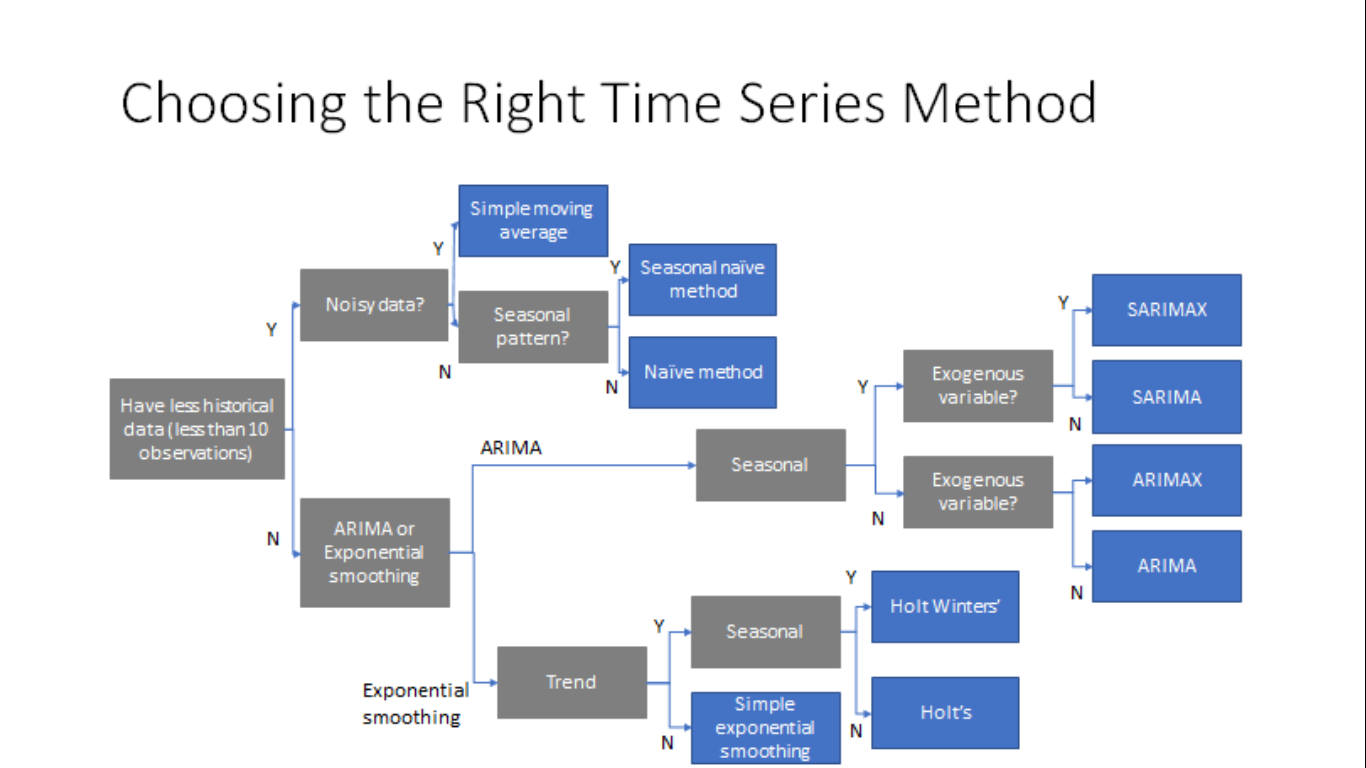 Choosing the Right Time Series Method
Simple moving
average
Y
Noisy data?
Y
Seasonal naïve
method
Seasonal
pattern?
Y
N
Naïve method
N
Have less historical
data (less than 10
observations)
N
ARIMA or
Exponential
smoothing
ARIMA
Seasonal
Y
Exogenous
variable?
Y
SARIMAX
SARIMA
N
N
Exogenous
variable?
ARIMAX
ARIMA
N
Exponential
smoothing
Trend
Y
Seasonal
Y
Holt Winters’
Holt’s
N
N
Simple
exponential
smoothing